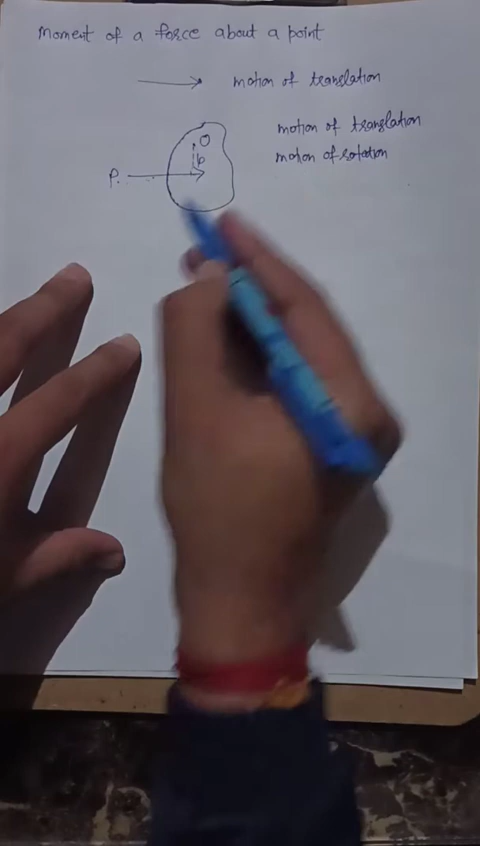 Moment of a force about a point
motion of translation
motion of translation
motion of rotation
O
P
p